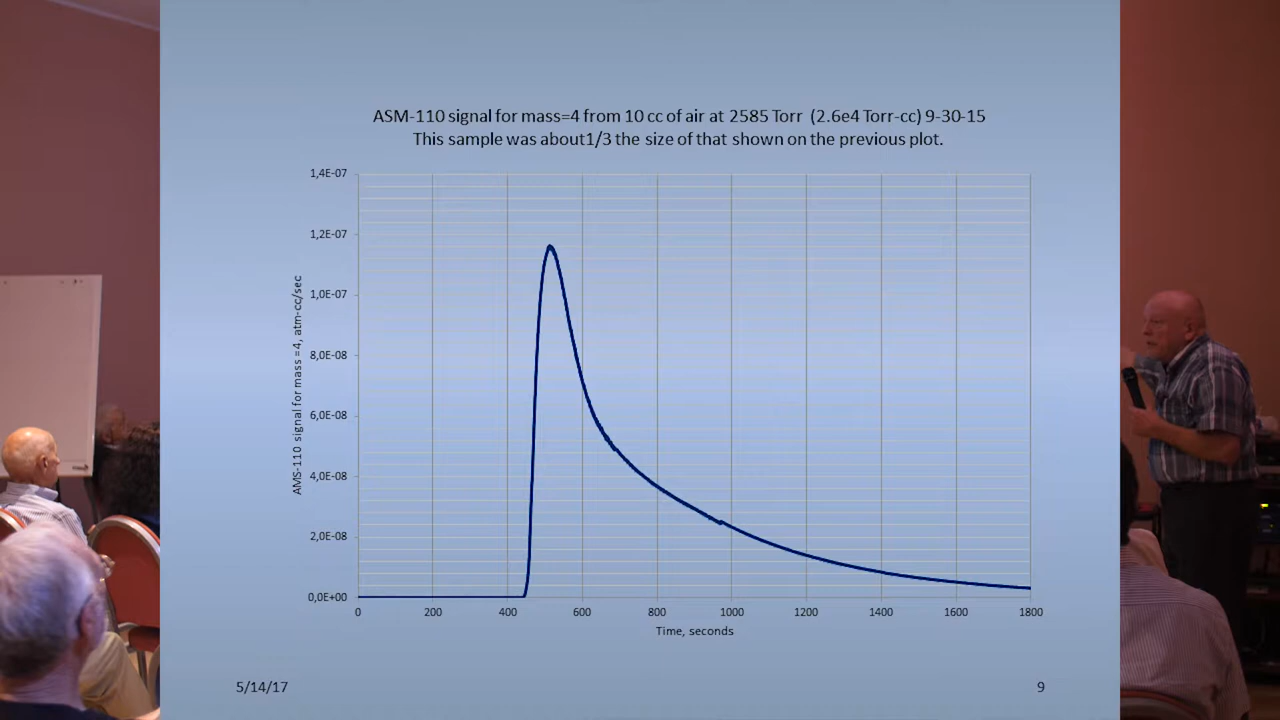 ASM-110 signal for mass=4 from 10 cc of air at 2585 Torr (2.6e4 Torr-cc) 9-30-15
This sample was about1/3 the size of that shown on the previous plot.
1,4E-07
1,2E-07
1,0E-07
8,0E-08
6,0E-08
4,0E-08
2,0E-08
0,0E+00
AMS-110 signal for mass =4, atm-cc/sec
0 200 400 600 800 1000 1200 1400 1600 1800
Time, seconds
5/14/17 9